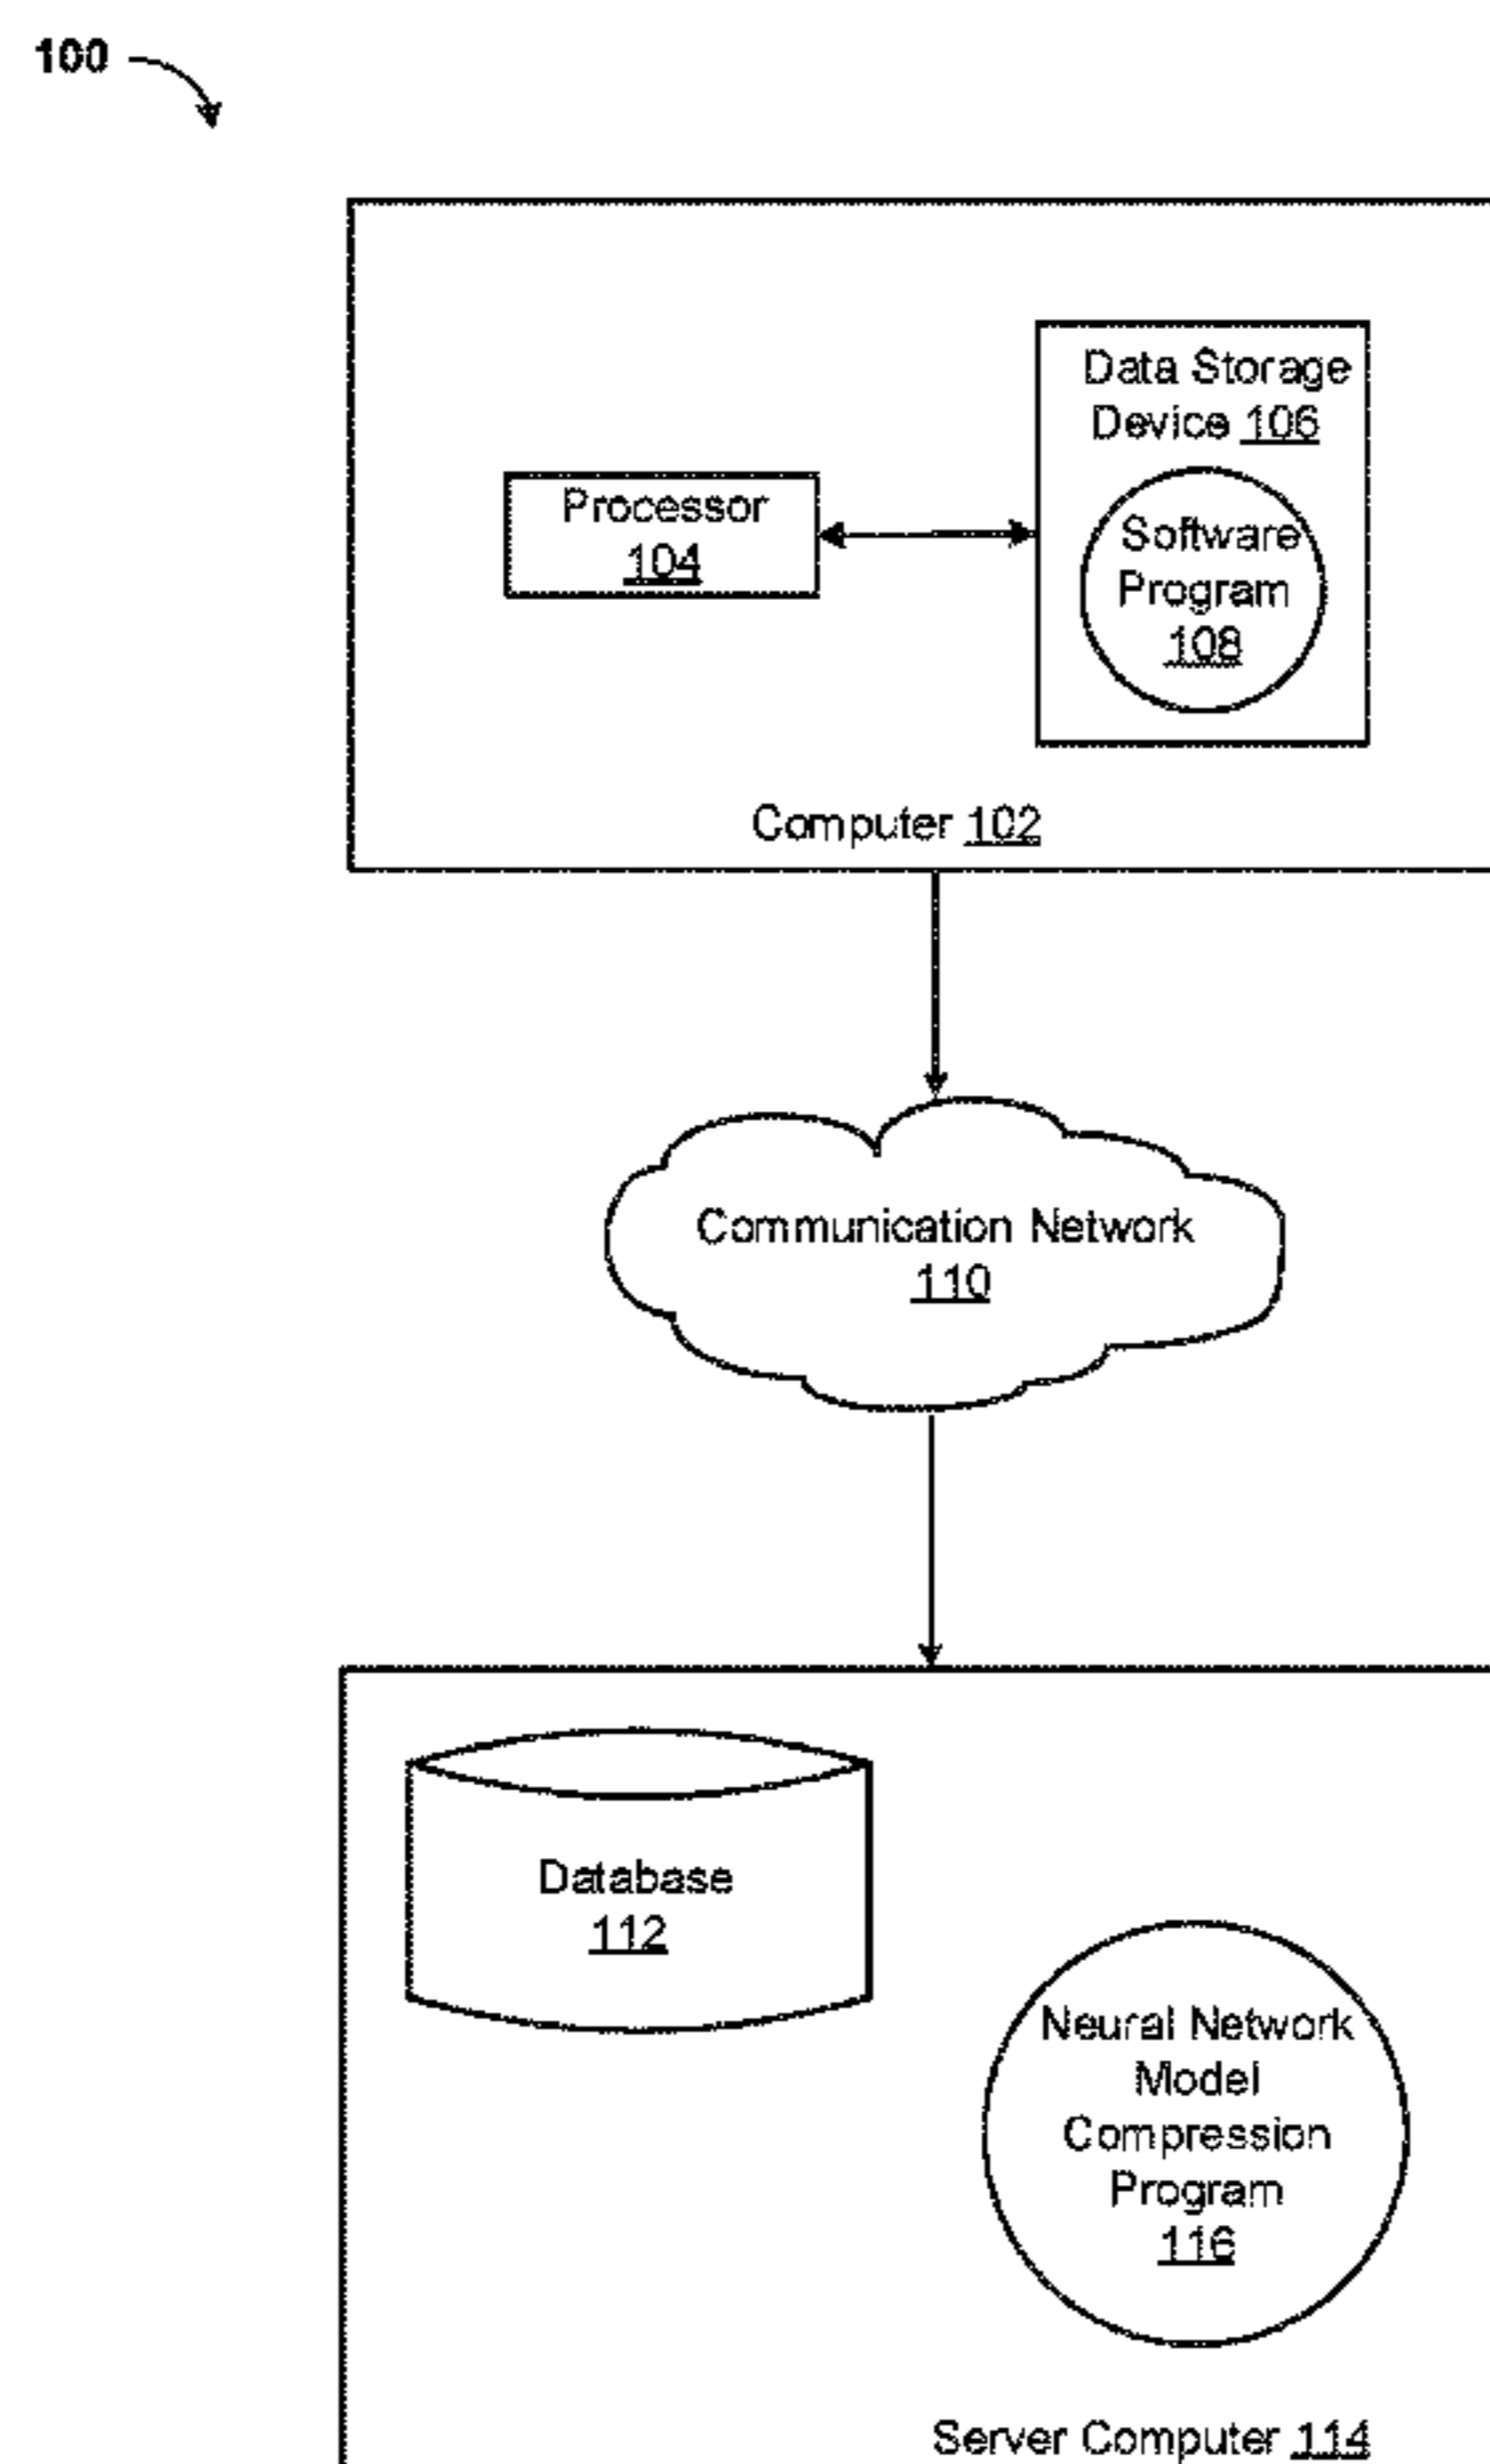 100
Data Storage
Device 106
Processor
104
Software
Program
108
Computer 102
Communication Network
110
Database
112
Neural Network
Model
Compression
Program
116
Server Computer 114